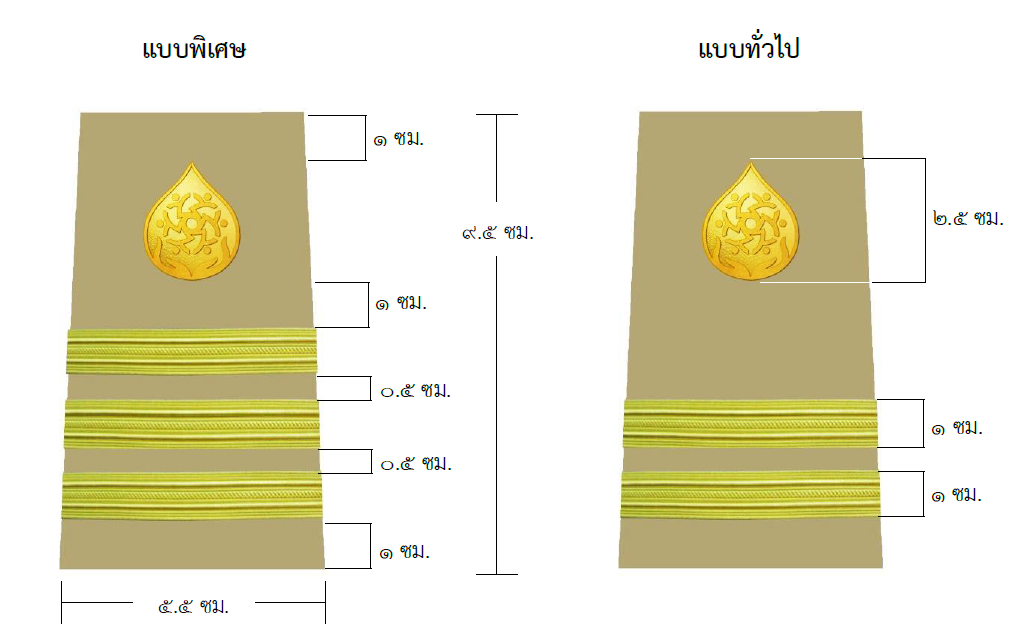 แบบพิเศษ
แบบทั่วไป
๑ ซม.
๒.๕ ซม.
๙.๕ ซม.
๑ ซม.
๐.๕ ซม.
๑ ซม.
๐.๕ ซม.
๑ ซม.
๑ ซม.
๕.๕ ซม.